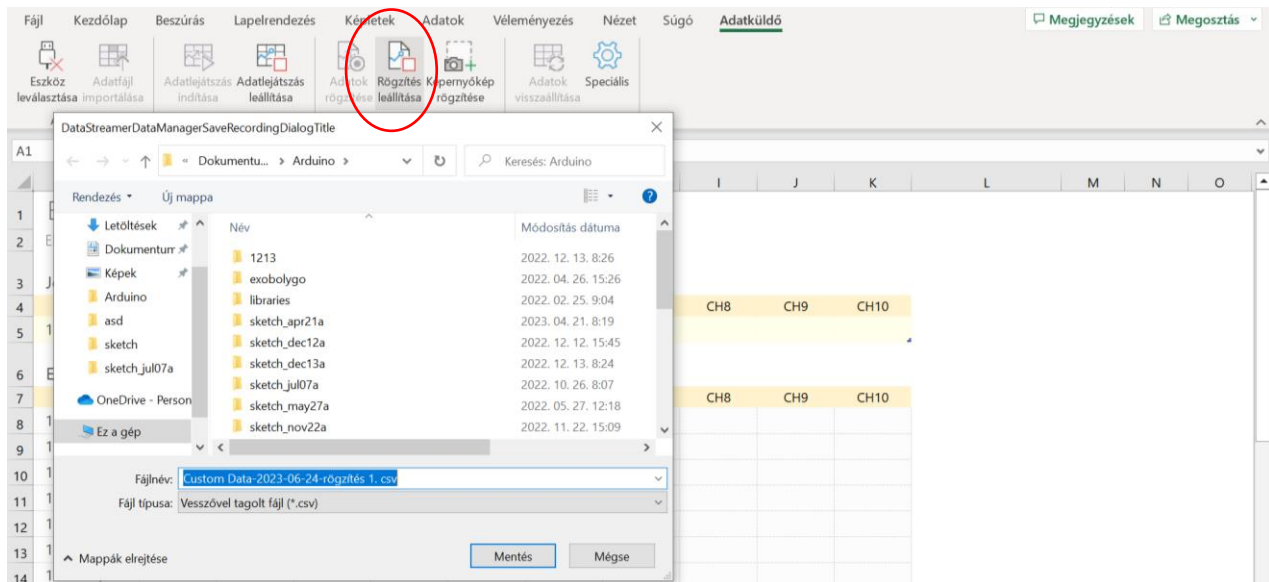 Fájl Kezdőlap Beszúrás Lapelrendezés Képletek Adatok Véleményezés Nézet Súgó Adatküldő Megjegyzések Megosztás
Eszköz leválasztása
Adatfájl importálása
Adatlejátszás indítása
Adatlejátszás leállítása
Adatok rögzítése
Rögzítés leállítása
Képernyőkép rögzítése
Adatok visszaállítása
Speciális
DataStreamerDataManagerSaveRecordingDialogTitle
A1
« Dokumentu... > Arduino >
Keresés: Arduino
Rendezés Új mappa
I J K L M N O
Letöltések
Dokumentum
Képek
Arduino
asd
sketch
sketch_jul07a
OneDrive - Person
Ez a gép
Név Módosítás dátuma
1213 2022. 12. 13. 8:26
exobolygo 2022. 04. 26. 15:26
libraries 2022. 02. 25. 9:04
sketch_apr21a 2023. 04. 21. 8:19
sketch_dec12a 2022. 12. 12. 15:45
sketch_dec13a 2022. 12. 13. 8:24
sketch_jul07a 2022. 10. 26. 8:07
sketch_may27a 2022. 05. 27. 12:18
sketch_nov22a 2022. 11. 22. 15:09
1
2
3
4 CH8 CH9 CH10
5
6
7 CH8 CH9 CH10
8
9
10
11
12
13
14
Fájlnév: Custom Data-2023-06-24-rögzítés 1. csv
Fájl típusa: Vesszővel tagolt fájl (*.csv)
Mappák elrejtése Mentés Mégse